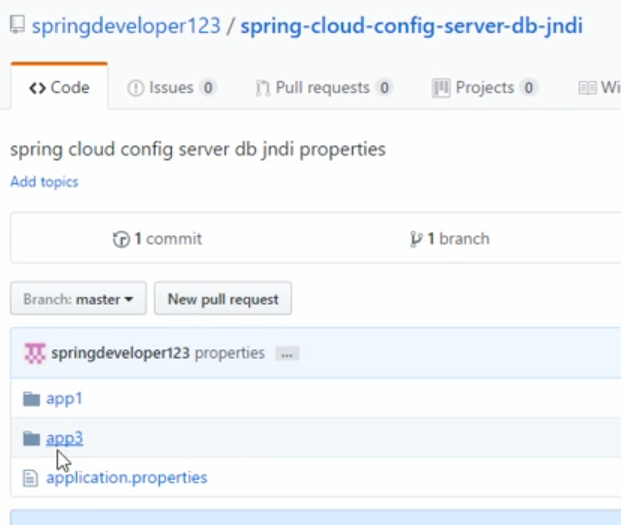 springdeveloper123 / spring-cloud-config-server-db-jndi
<> Code Issues 0 Pull requests 0 Projects 0 Wi
spring cloud config server db jndi properties
Add topics
1 commit 1 branch
Branch: master New pull request
springdeveloper123 properties ...
app1
app3
application.properties